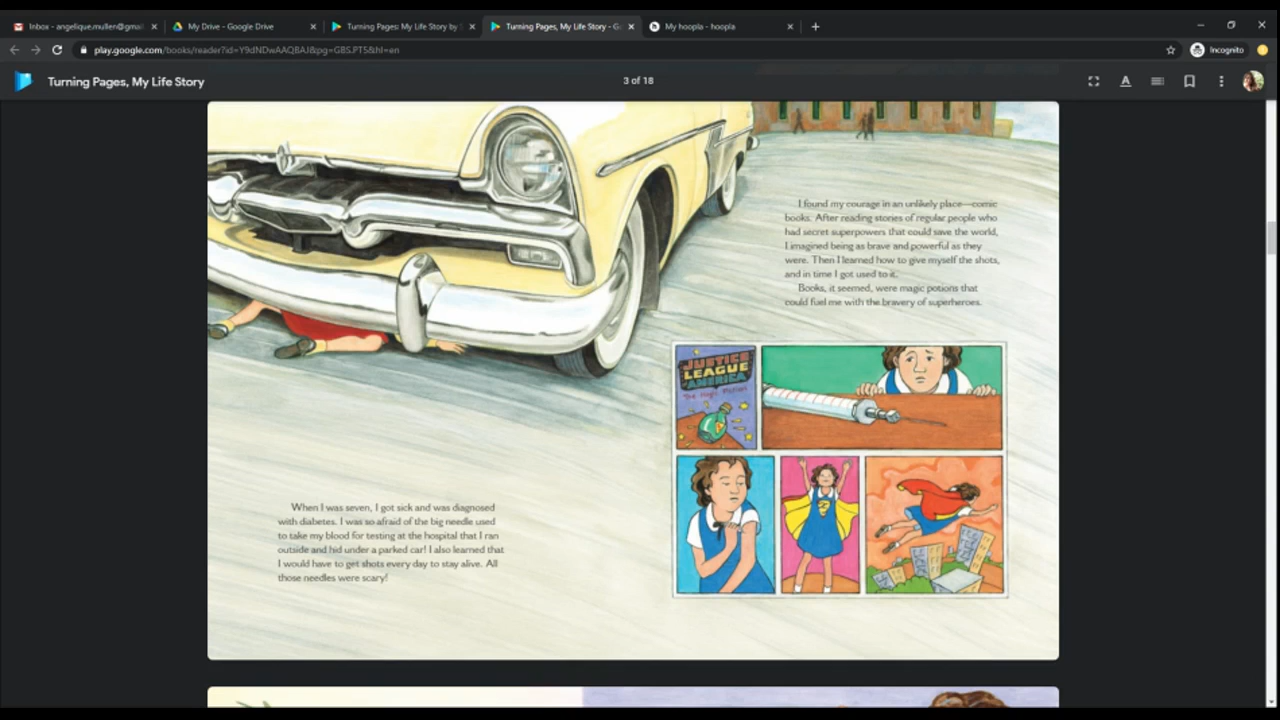 Inbox - angelique.mullen@gmai
My Drive - Google Drive
Turning Pages: My Life Story by S
Turning Pages, My Life Story - Go
My hoopla - hoopla
play.google.com/books/reader?id=Y9dNDwAAQBAJ&pg=GBS.PT5&hl=en
Incognito
Turning Pages, My Life Story
3 of 18
I found my courage in an unlikely place—comic
books. After reading stories of regular people who
had secret superpowers that could save the world,
I imagined being as brave and powerful as they
were. Then I learned how to give myself the shots,
and in time I got used to it.
Books, it seemed, were magic potions that
could fuel me with the bravery of superheroes.
JUSTICE
LEAGUE
of AMERICA
The Magic Potion
When I was seven, I got sick and was diagnosed
with diabetes. I was so afraid of the big needle used
to take my blood for testing at the hospital that I ran
outside and hid under a parked car! I also learned that
I would have to get shots every day to stay alive. All
those needles were scary!